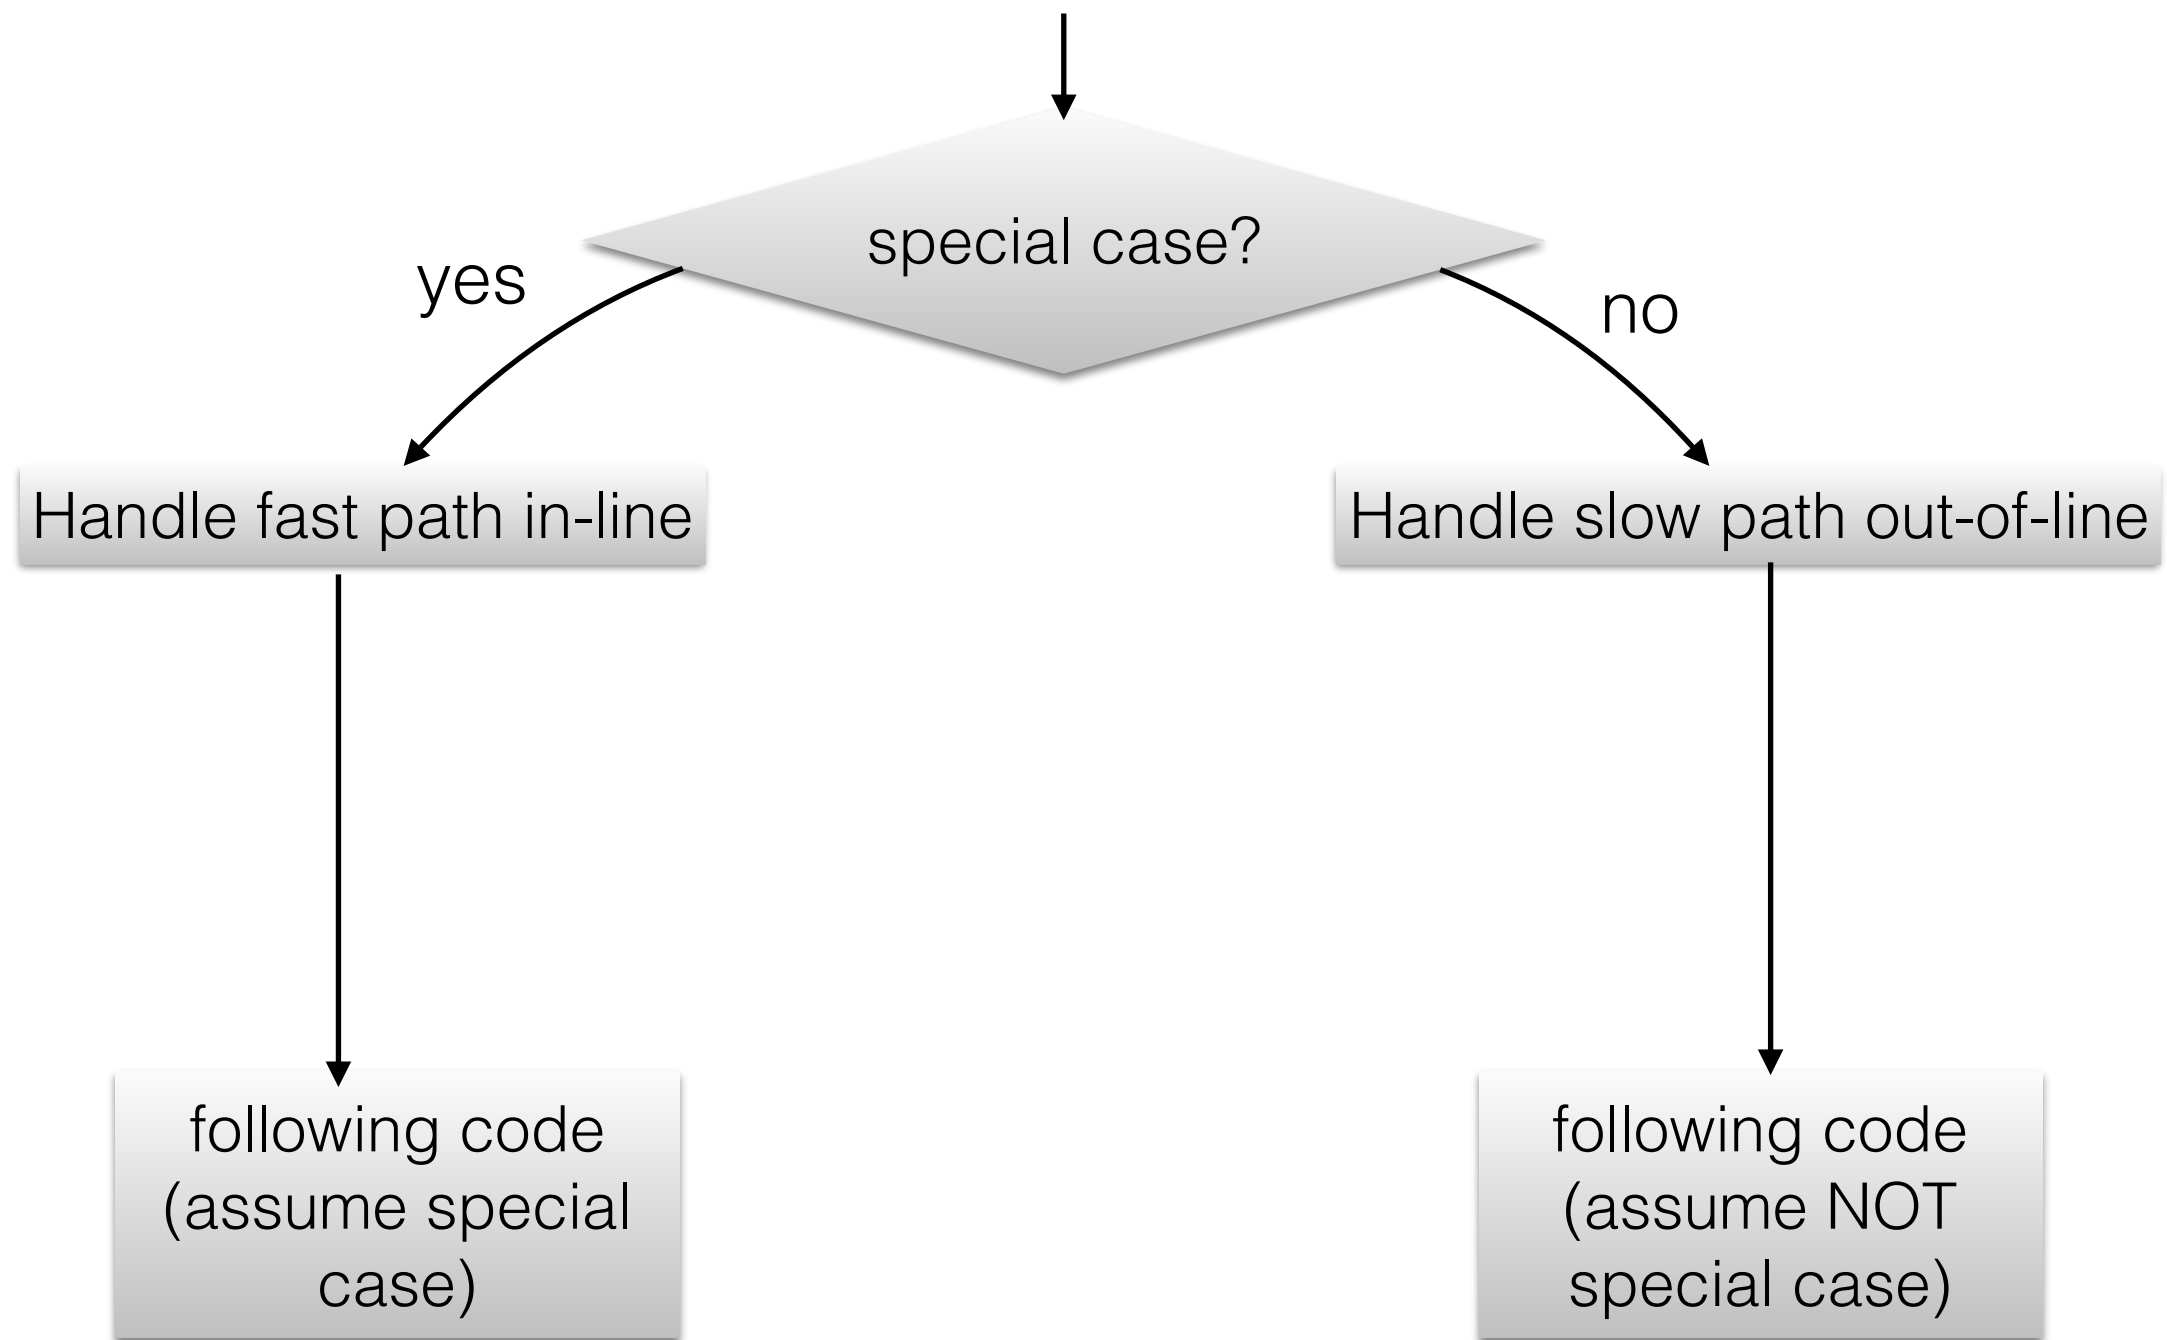 special case?
yes
no
Handle fast path in-line
Handle slow path out-of-line
following code
(assume special
case)
following code
(assume NOT
special case)